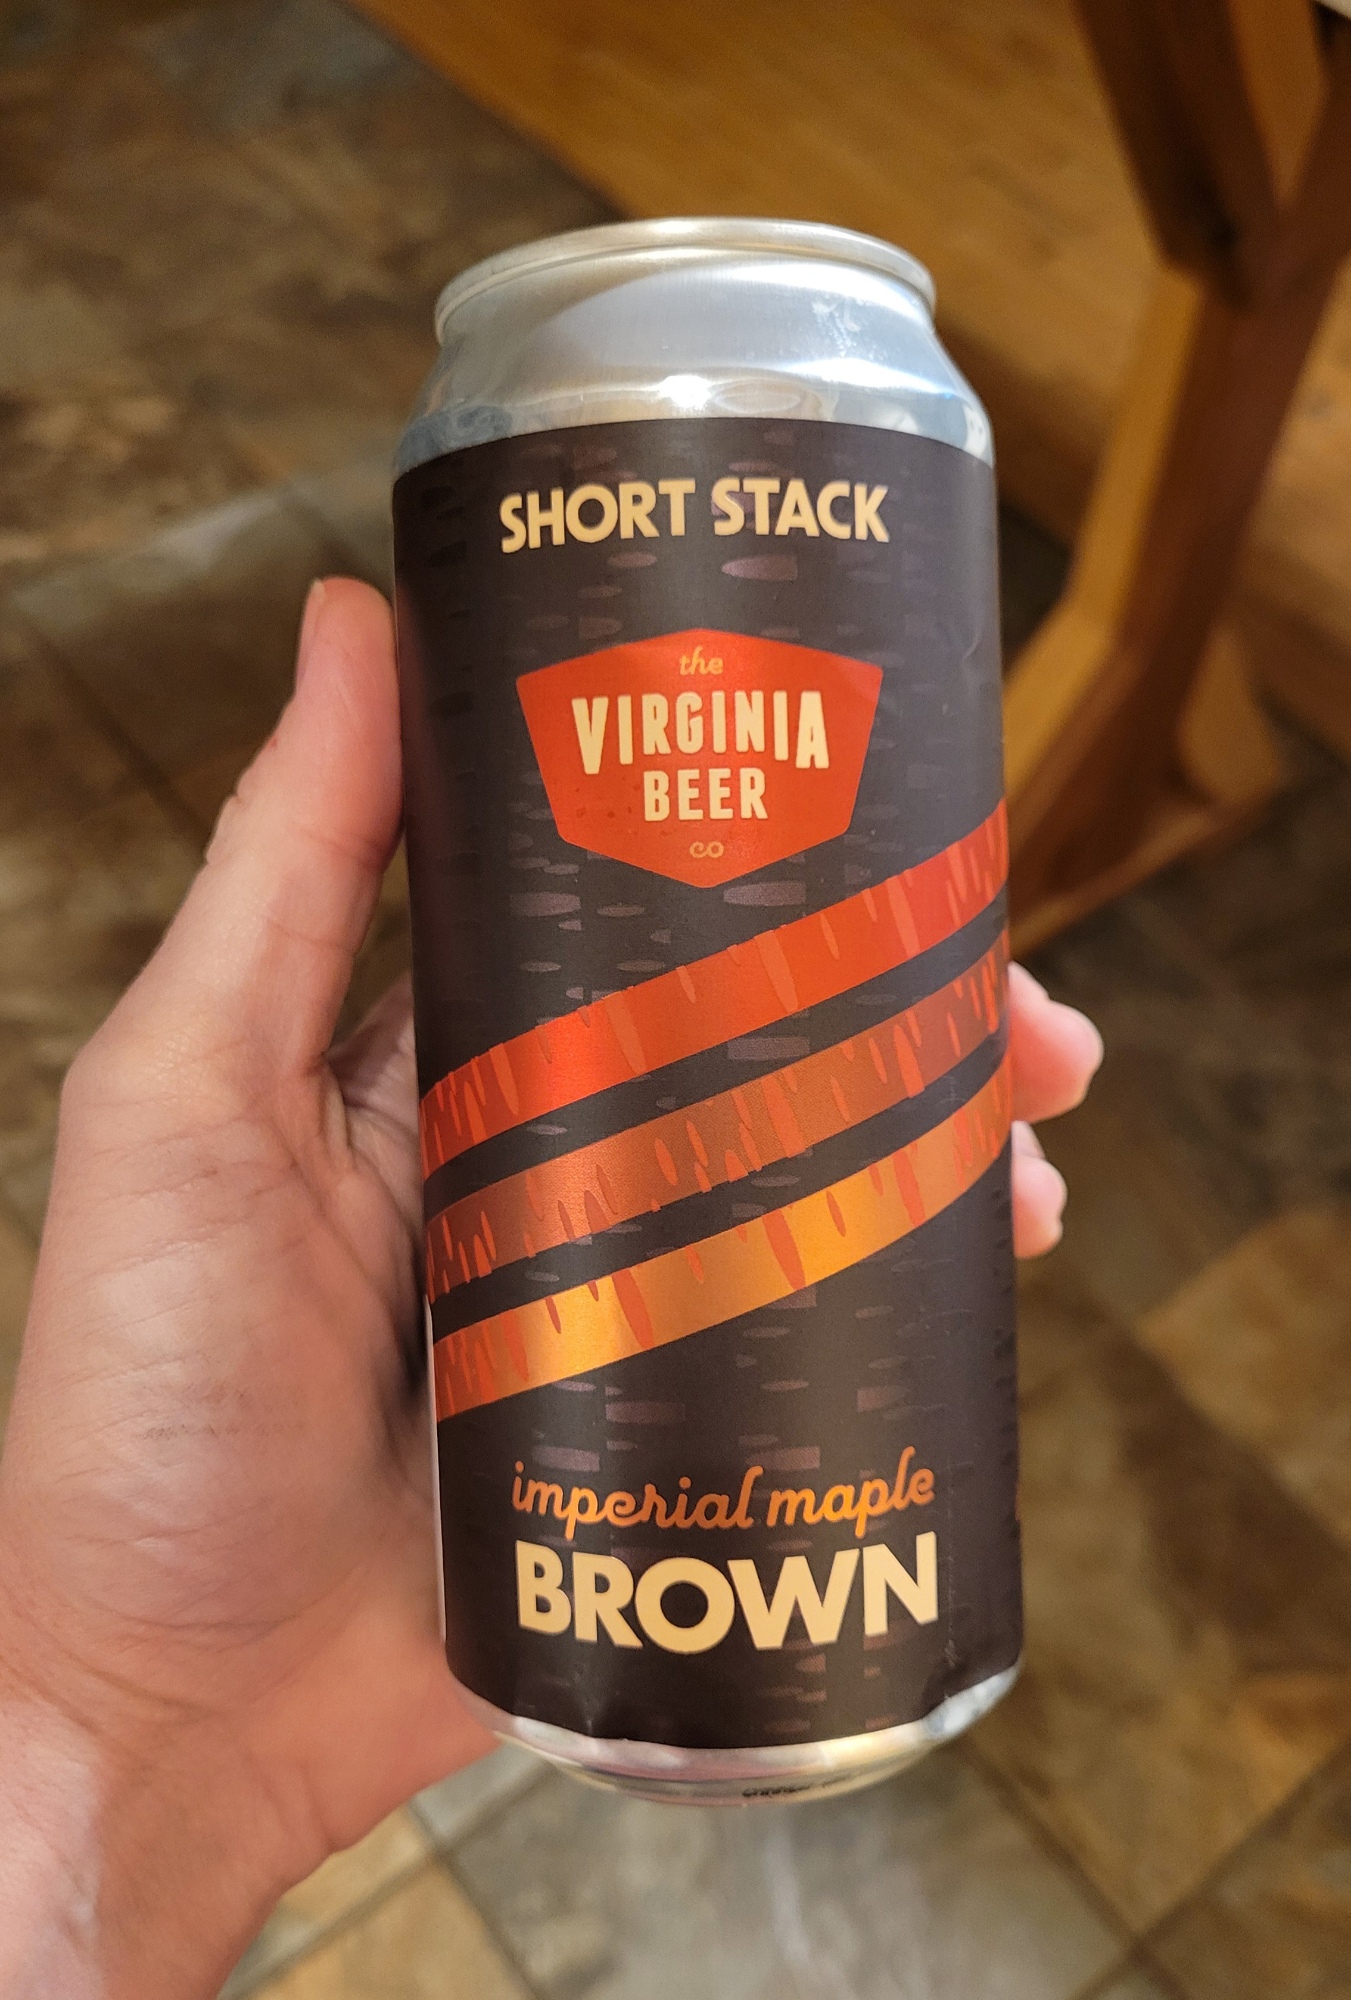 SHORT STACK
the
VIRGINIA
BEER
co
imperial maple
BROWN